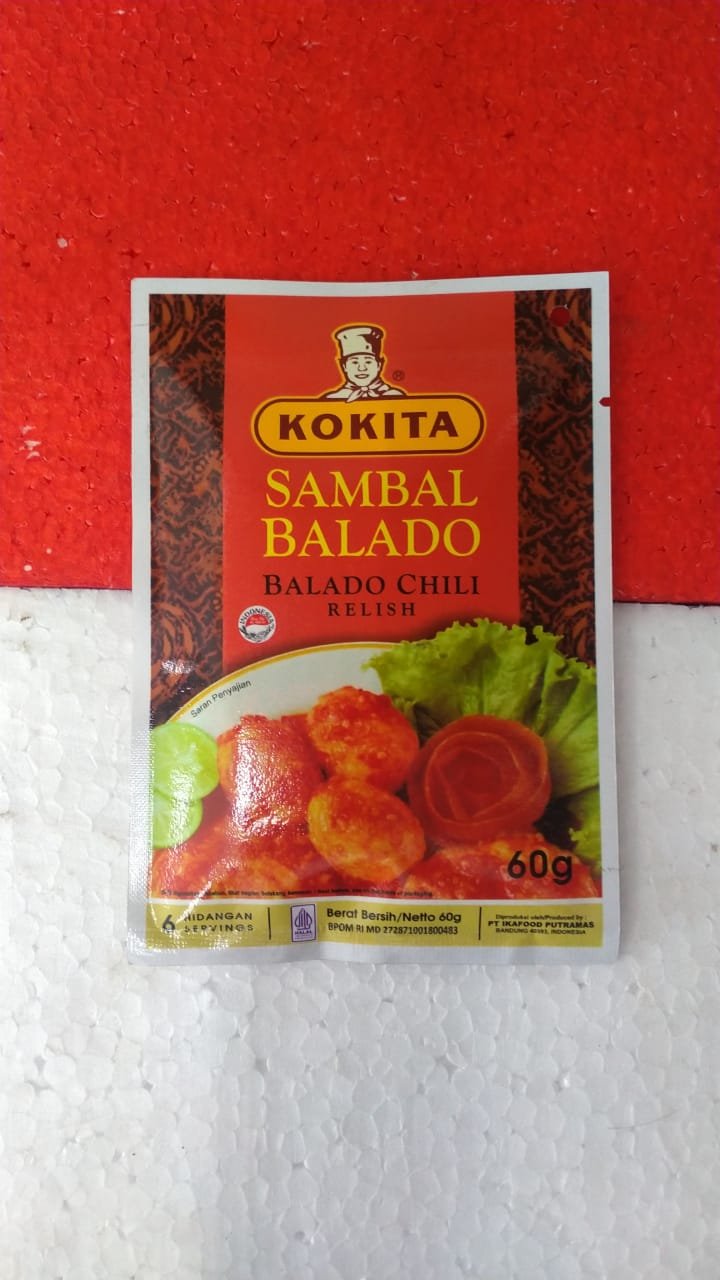 ®
KOKITA
SAMBAL
BALADO
BALADO CHILI
RELISH
INDONESIA
Saran Penyajian
60g
6 HIDANGAN
SERVINGS
HALAL
Berat Bersih/Netto 60g
BPOM RI MD 272871001800483
Diproduksi oleh/Produced by :
PT IKAFOOD PUTRAMAS
BANDUNG 40393, INDONESIA